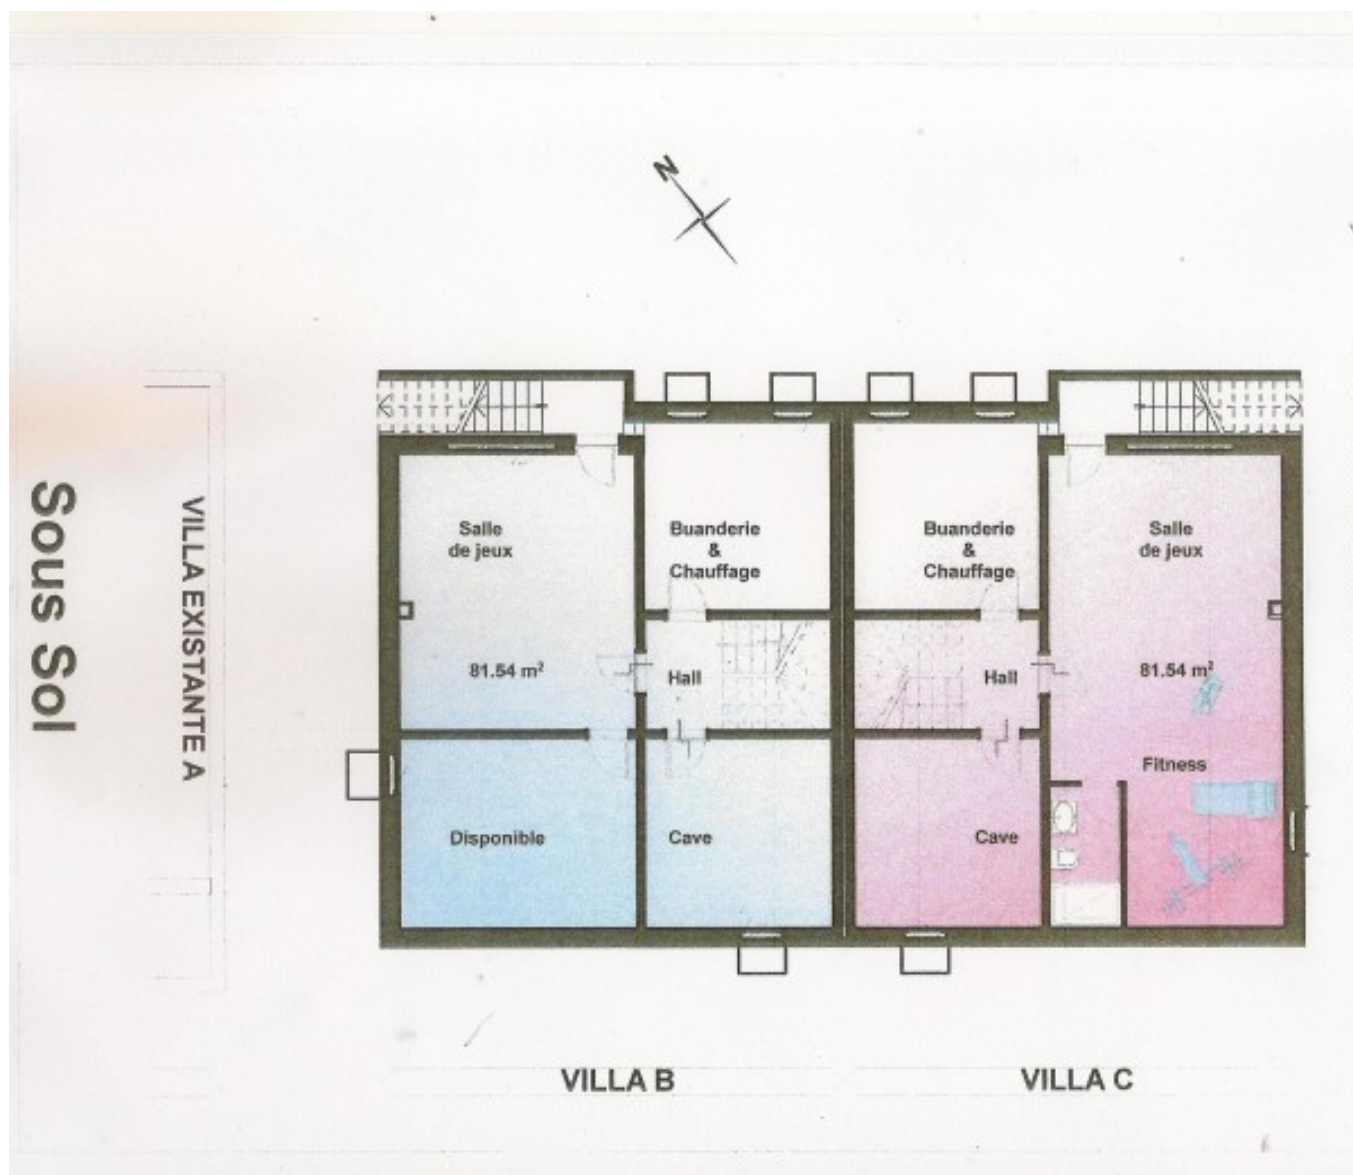 N
Sous Sol
VILLA EXISTANTE A
Salle
de jeux
Buanderie
&
Chauffage
Buanderie
&
Chauffage
Salle
de jeux
81.54 m²
Hall
Hall
81.54 m²
Fitness
Disponible
Cave
Cave
VILLA B
VILLA C